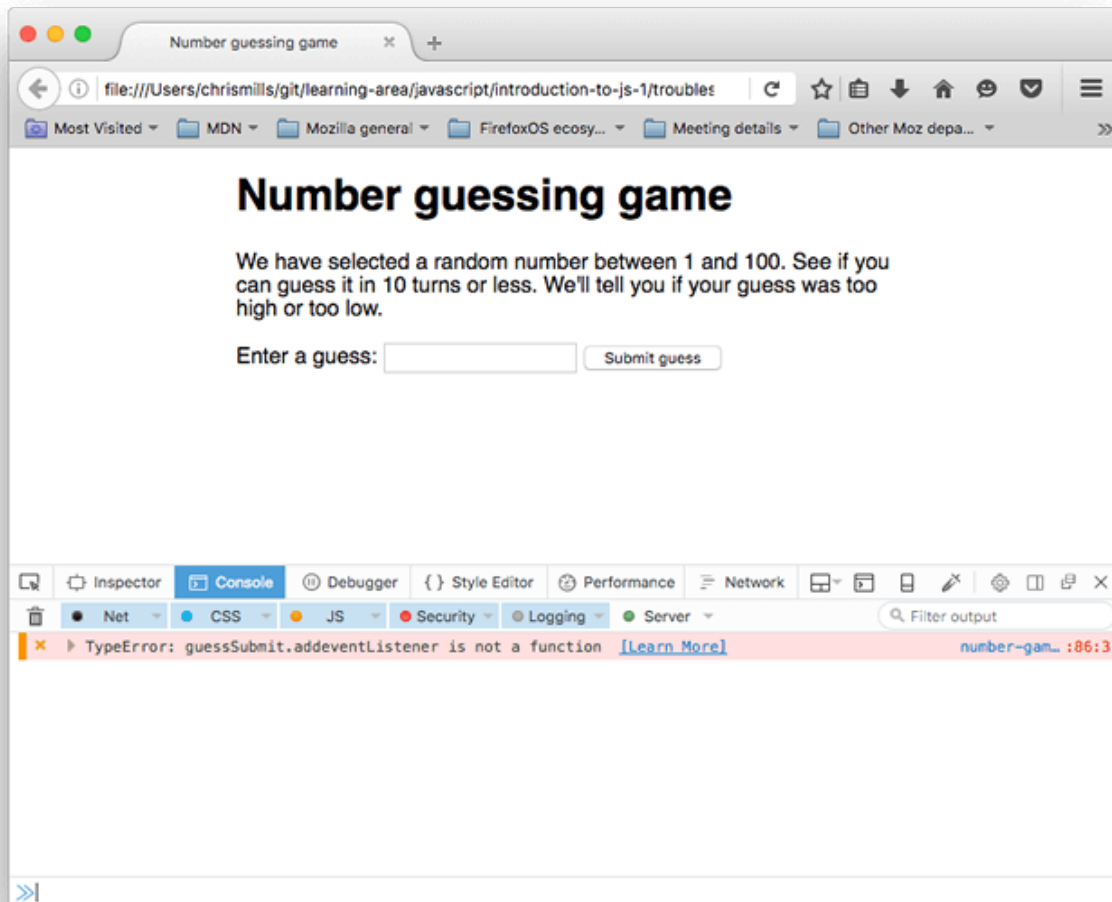 Number guessing game
file:///Users/chrismills/git/learning-area/javascript/introduction-to-js-1/troubles
Most Visited MDN Mozilla general FirefoxOS ecosy... Meeting details Other Moz depa...
Number guessing game
We have selected a random number between 1 and 100. See if you
can guess it in 10 turns or less. We'll tell you if your guess was too
high or too low.
Enter a guess: Submit guess
Inspector Console Debugger { } Style Editor Performance Network
Net CSS JS Security Logging Server Filter output
TypeError: guessSubmit.addeventListener is not a function [Learn More] number-gam… :86:3